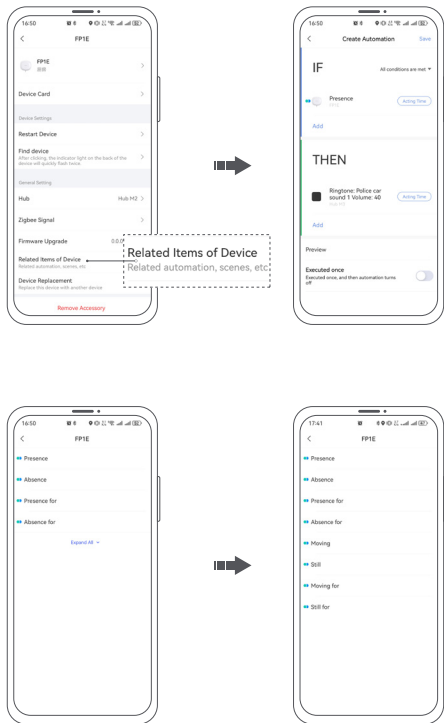 16:50
FP1E
FP1E
Device Card
Device Settings
Restart Device
Find device
After clicking, the indicator light on the back of the
device will quickly flash twice.
General Setting
Hub
Hub M2
Zigbee Signal
Firmware Upgrade
0.0.0
Related Items of Device
Related automation, scenes, etc
Device Replacement
Replace this device with another device
Remove Accessory
Related Items of Device
Related automation, scenes, etc
16:50
Create Automation
Save
IF
All conditions are met
Presence
Acting Time
Add
THEN
Ringtone: Police car
sound 1 Volume: 40
Acting Time
Add
Preview
Executed once
Executed once, and then automation turns
off
16:50
FP1E
Presence
Absence
Presence for
Absence for
Expand All
17:41
FP1E
Presence
Absence
Presence for
Absence for
Moving
Still
Moving for
Still for